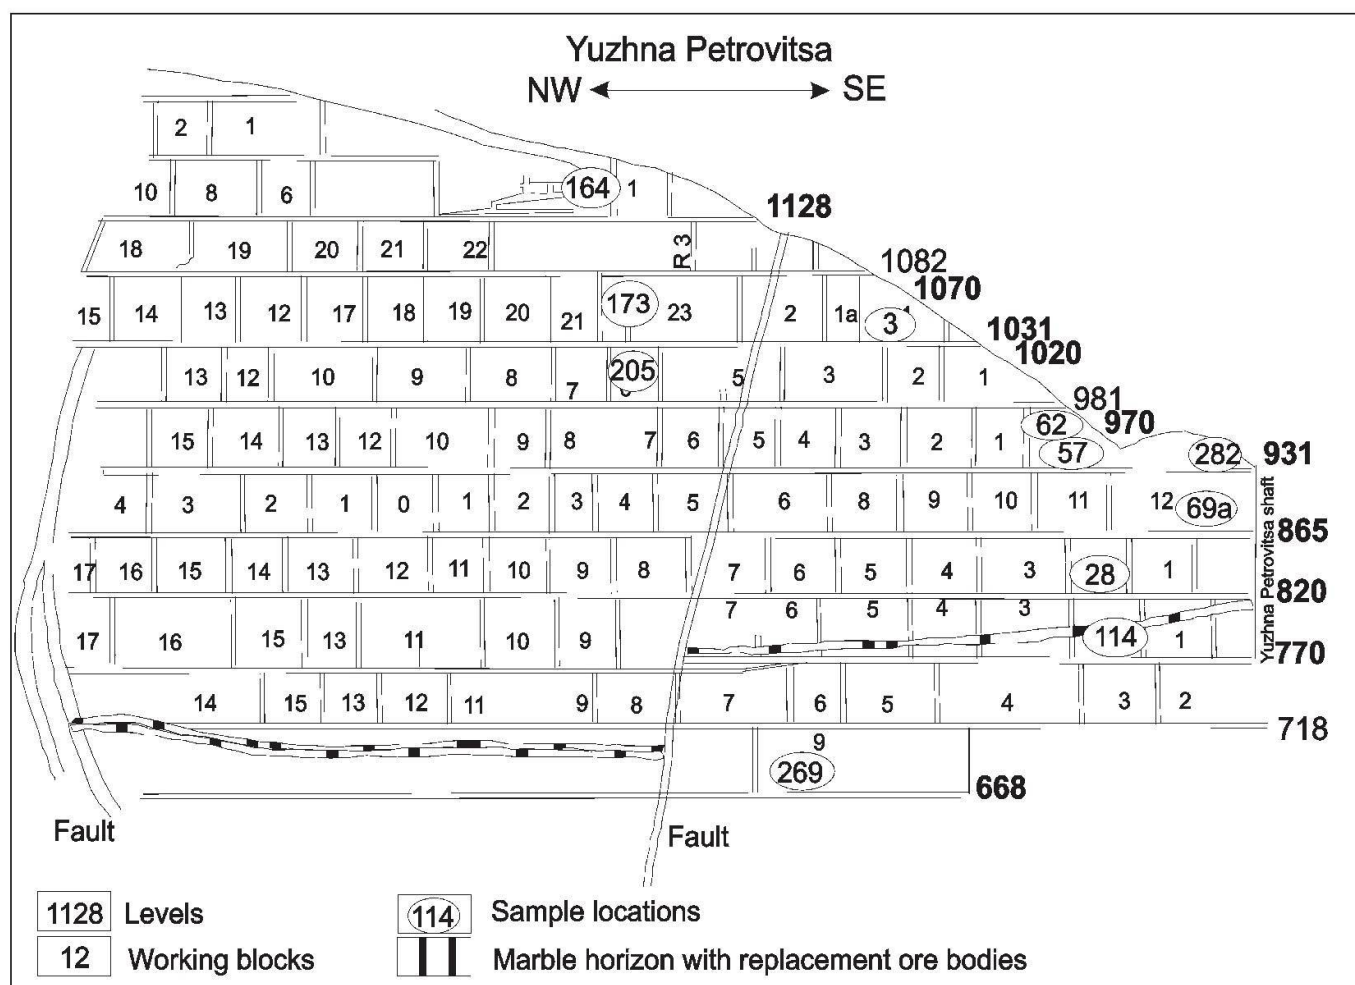 Yuzhna Petrovitsa
NW SE
2 1
10 8 6 164 1
1128
18 19 20 21 22 R 3
1082
1070
15 14 13 12 17 18 19 20 21 173 23 2 1a 3
1031
1020
13 12 10 9 8 7 205 5 3 2 1
981
970
15 14 13 12 10 9 8 7 6 5 4 3 2 1 62 57 282
931
4 3 2 1 0 1 2 3 4 5 6 8 9 10 11 12 69a
865
17 16 15 14 13 12 11 10 9 8 7 6 5 4 3 28 1
820
17 16 15 13 11 10 9 7 6 5 4 3 114 1
770
Yuzhna Petrovitsa shaft
14 15 13 12 11 9 8 7 6 5 4 3 2
718
9
269
668
Fault
Fault
1128 Levels
114 Sample locations
12 Working blocks
Marble horizon with replacement ore bodies